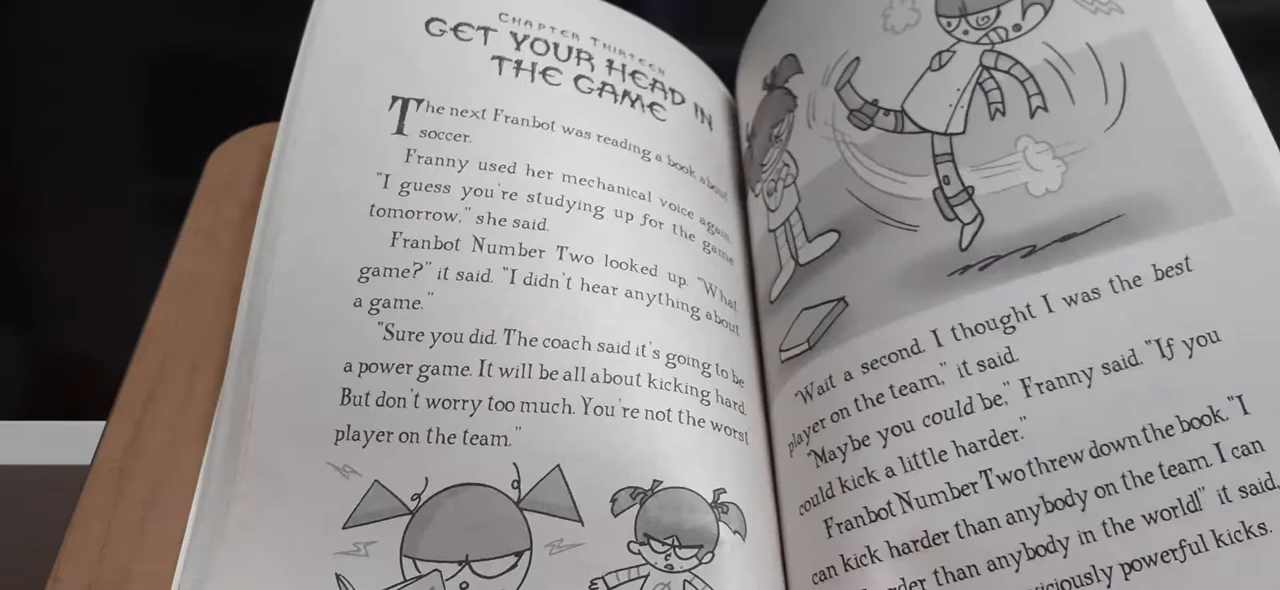 CHAPTER THIRTEEN
GET YOUR HEAD IN
THE GAME
The next Franbot was reading a book about
soccer.
Franny used her mechanical voice again.
"I guess you're studying up for the game
tomorrow," she said.
Franbot Number Two looked up. "What
game?" it said. "I didn't hear anything about
a game."
"Sure you did. The coach said it's going to be
a power game. It will be all about kicking hard.
But don't worry too much. You're not the worst
player on the team."
"Wait a second. I thought I was the best
player on the team," it said.
"Maybe you could be," Franny said. "If you
could kick a little harder."
Franbot Number Two threw down the book. "I
can kick harder than anybody on the team. I can
than anybody in the world!" it said.
powerful kicks.